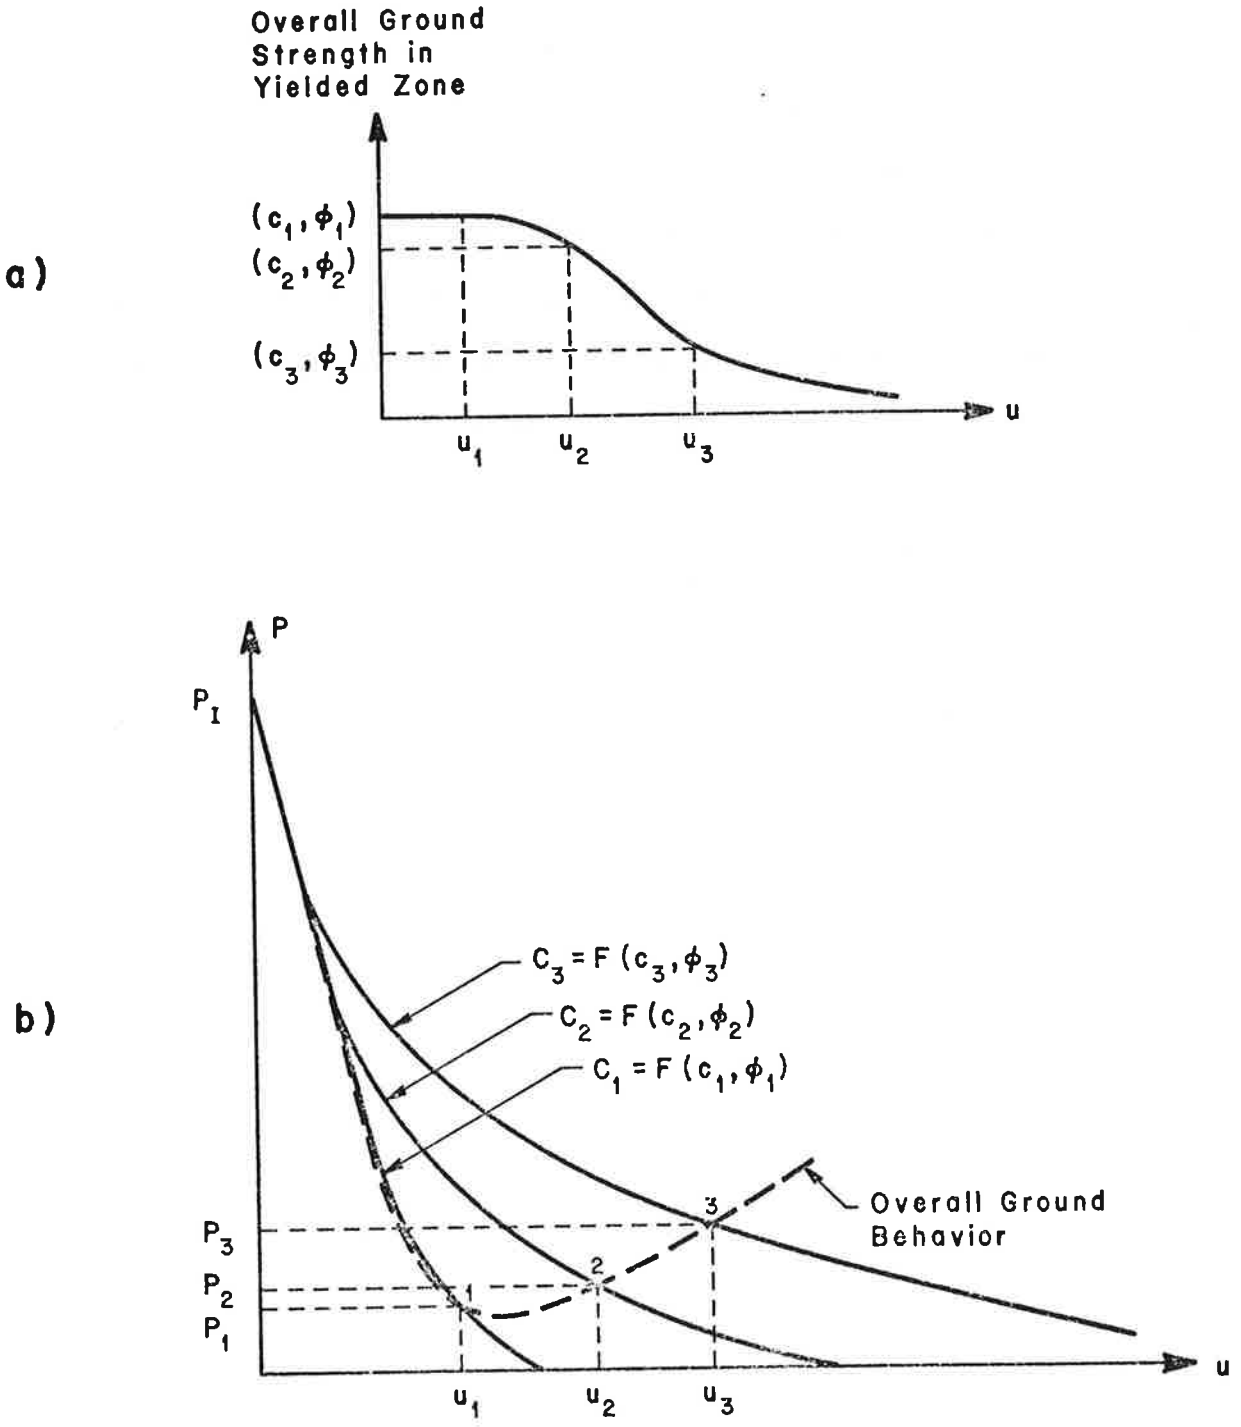 Overall Ground
Strength in
Yielded Zone
a)
(c₁,ϕ₁)
(c₂,ϕ₂)
(c₃,ϕ₃)
u
u₁ u₂ u₃
b)
P
P_I
C₃ = F (c₃,ϕ₃)
C₂ = F (c₂,ϕ₂)
C₁ = F (c₁,ϕ₁)
3
Overall Ground
Behavior
P₃
2
P₂
1
P₁
u
u₁ u₂ u₃